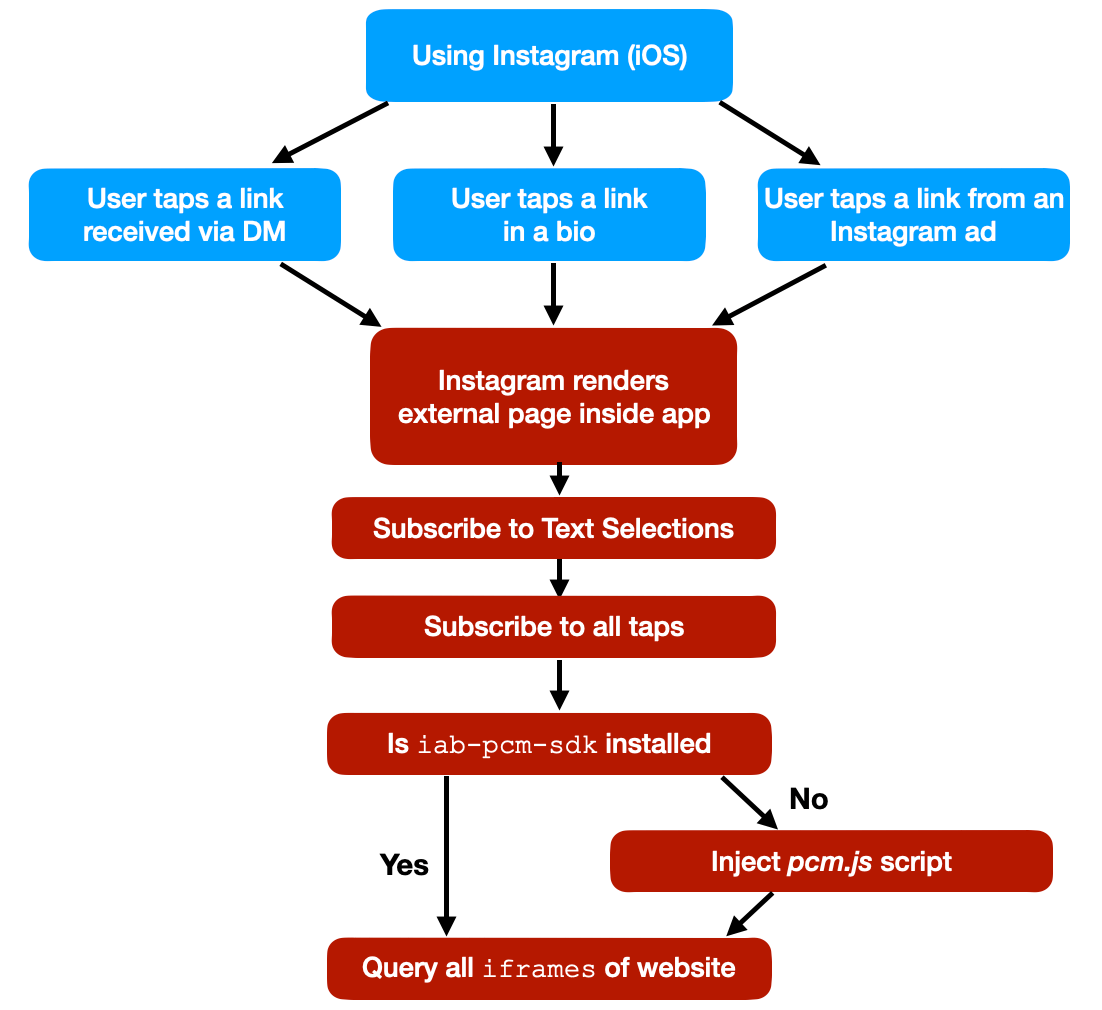 Using Instagram (iOS)
User taps a link
received via DM
User taps a link
in a bio
User taps a link from an
Instagram ad
Instagram renders
external page inside app
Subscribe to Text Selections
Subscribe to all taps
Is iab-pcm-sdk installed
No
Yes
Inject pcm.js script
Query all iframes of website